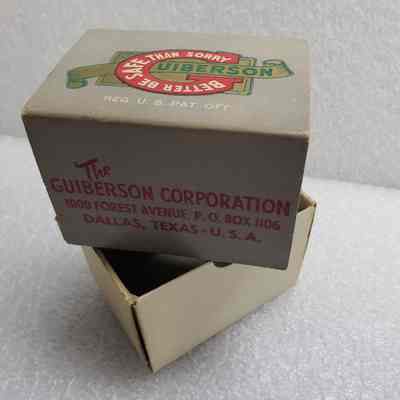 BETTER BE SAFE THAN SORRY
GUIBERSON
REG. U. S. PAT. OFF.
The
GUIBERSON CORPORATION
1000 FOREST AVENUE, P. O. BOX 1106
DALLAS, TEXAS - U. S. A.